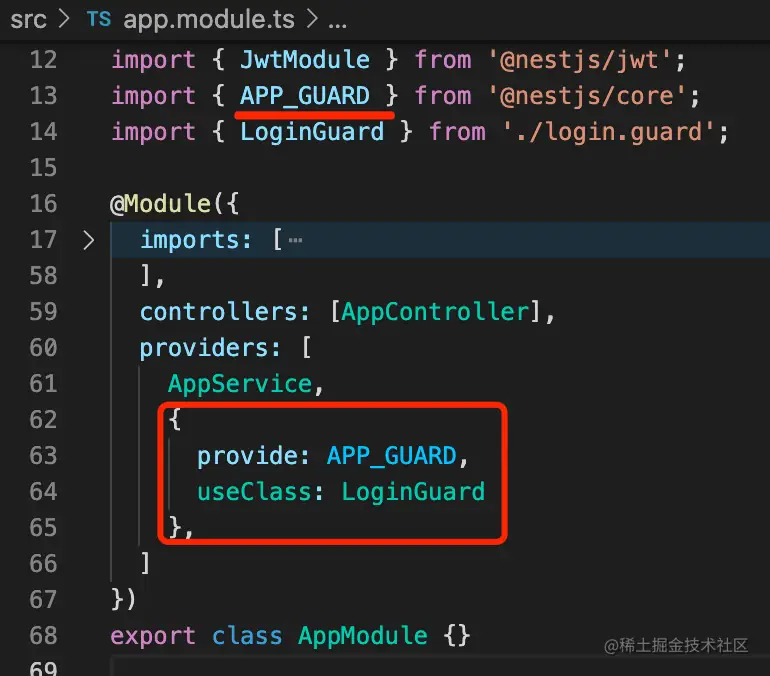 src > TS app.module.ts > ...
12 import { JwtModule } from '@nestjs/jwt';
13 import { APP_GUARD } from '@nestjs/core';
14 import { LoginGuard } from './login.guard';
15
16 @Module({
17 > imports: [⋯
58 ],
59 controllers: [AppController],
60 providers: [
61 AppService,
62 {
63 provide: APP_GUARD,
64 useClass: LoginGuard
65 },
66 ]
67 })
68 export class AppModule {}
69
@稀土掘金技术社区